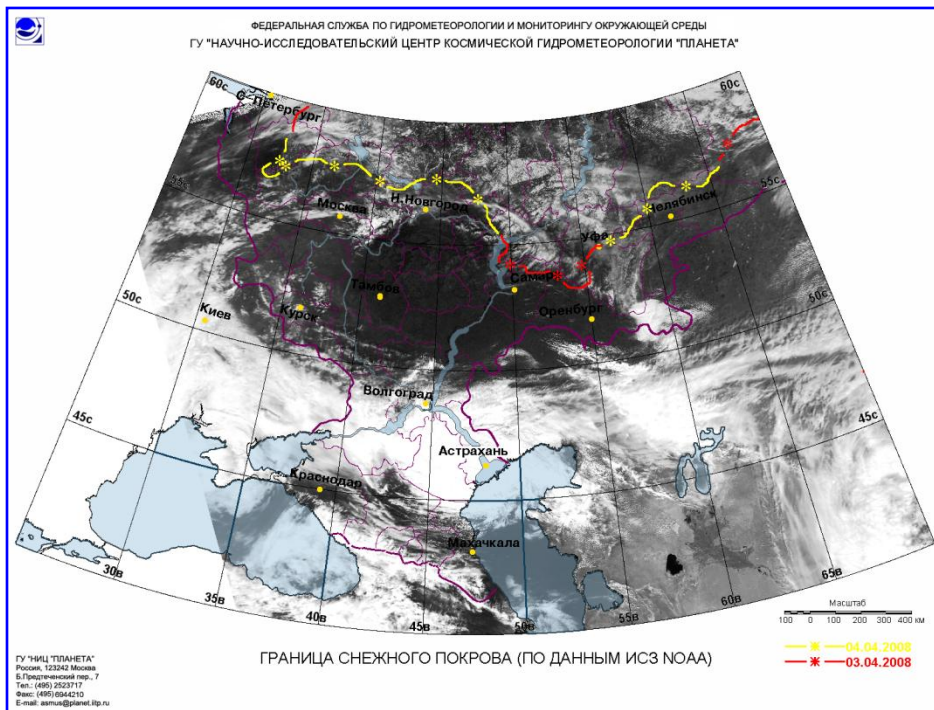 ФЕДЕРАЛЬНАЯ СЛУЖБА ПО ГИДРОМЕТЕОРОЛОГИИ И МОНИТОРИНГУ ОКРУЖАЮЩЕЙ СРЕДЫ
ГУ "НАУЧНО-ИССЛЕДОВАТЕЛЬСКИЙ ЦЕНТР КОСМИЧЕСКОЙ ГИДРОМЕТЕОРОЛОГИИ "ПЛАНЕТА"
60с
60с
С-Петербург
55с
55с
Москва
Н.Новгород
Челябинск
Уфа
Самара
Тамбов
Курск
Оренбург
50с
50с
Киев
Волгоград
45с
45с
Астрахань
Краснодар
Махачкала
30в
35в
40в
45в
50в
55в
60в
65в
Масштаб
100 0 100 200 300 400 км
04.04.2008
03.04.2008
ГРАНИЦА СНЕЖНОГО ПОКРОВА (ПО ДАННЫМ ИСЗ NOAA)
ГУ "НИЦ "ПЛАНЕТА"
Россия, 123242 Москва
Б.Предтеченский пер., 7
Тел.: (495) 2523717
Факс: (495) 6944210
E-mail: asmus@planet.iitp.ru